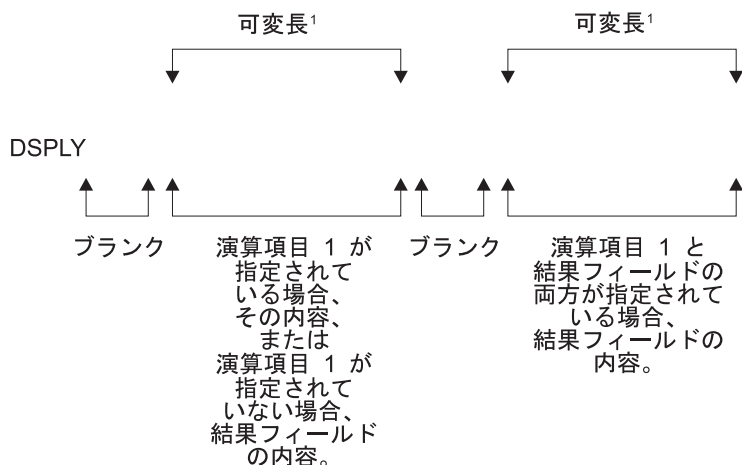 可変長¹
可変長¹
DSPLY
ブランク
演算項目 1 が
指定されて
いる場合、
その内容、
または
演算項目 1 が
指定されて
いない場合、
結果フィールド
の内容。
ブランク
演算項目 1 と
結果フィールドの
両方が指定されて
いる場合、
結果フィールドの
内容。